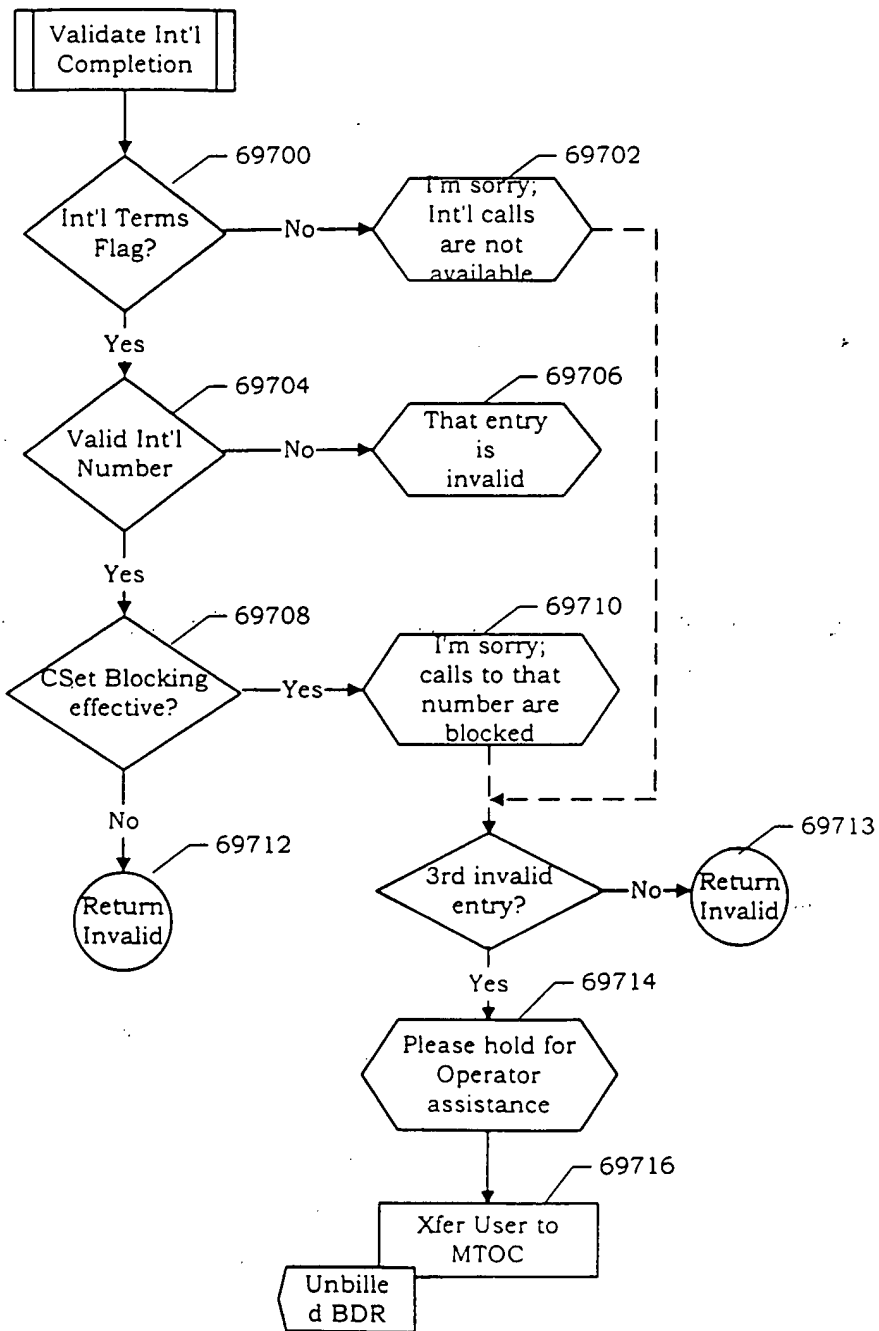 Validate Int'l
Completion
69700
69702
Int'l Terms
Flag?
No
I'm sorry;
Int'l calls
are not
available
Yes
69704
69706
Valid Int'l
Number
No
That entry
is
invalid
Yes
69708
69710
CSet Blocking
effective?
Yes
I'm sorry;
calls to that
number are
blocked
No
69712
69713
Return
Invalid
3rd invalid
entry?
No
Return
Invalid
Yes
69714
Please hold for
Operator
assistance
69716
Xfer User to
MTOC
Unbille
d BDR